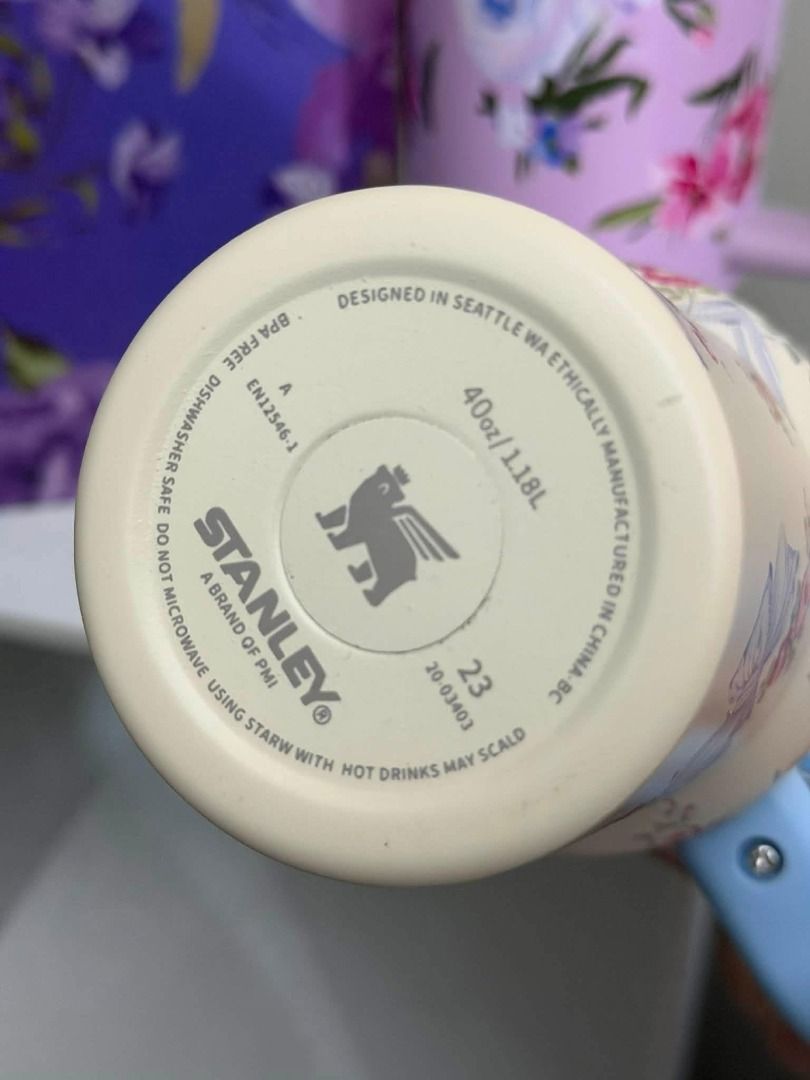 DESIGNED IN SEATTLE WA ETHICALLY MANUFACTURED IN CHINA·BC
BPA FREE DISHWASHER SAFE DO NOT MICROWAVE USING STARW WITH HOT DRINKS MAY SCALD
A
EN12546-1
40oz/ 1.18L
STANLEY®
A BRAND OF PMI
23
10-03403